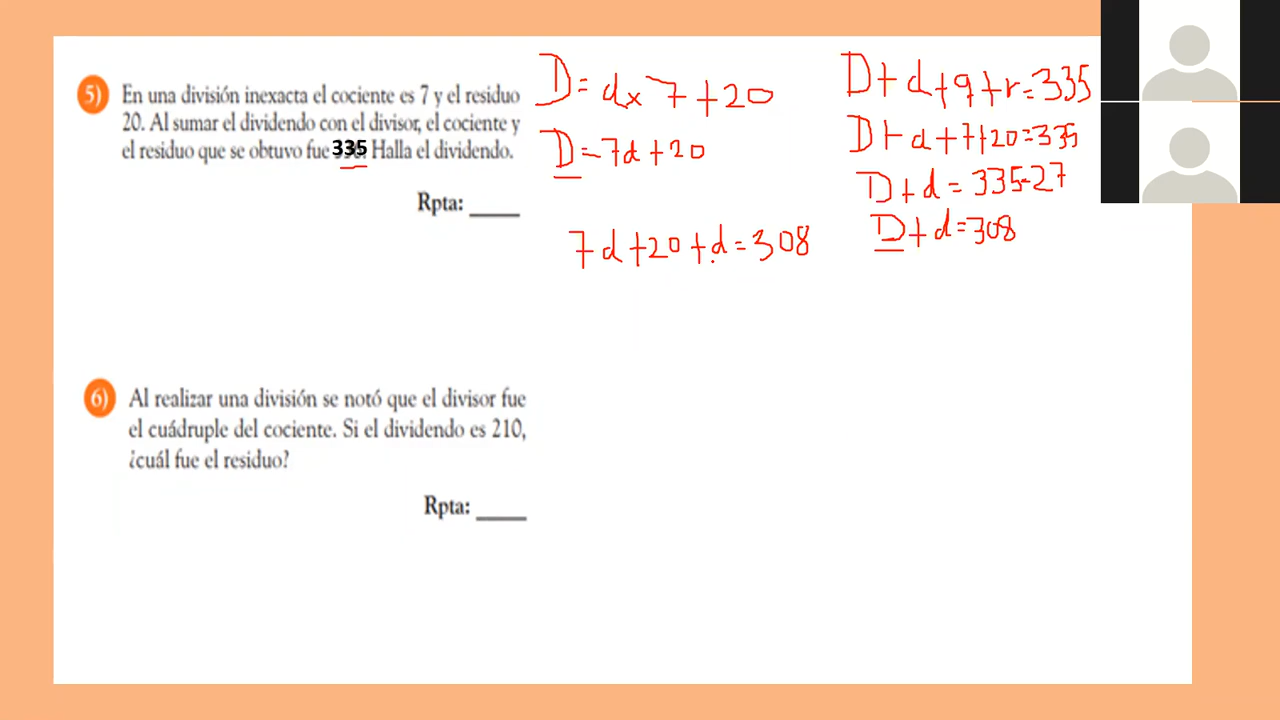 5) En una división inexacta el cociente es 7 y el residuo
20. Al sumar el dividendo con el divisor, el cociente y
el residuo que se obtuvo fue 335. Halla el dividendo.
Rpta: ____
D = d x 7 + 20
D = 7d + 20
7d + 20 + d = 308
D + d + q + r = 335
D + d + 7 + 20 = 335
D + d = 335 - 27
D + d = 308
6) Al realizar una división se notó que el divisor fue
el cuádruple del cociente. Si el dividendo es 210,
¿cuál fue el residuo?
Rpta: ____